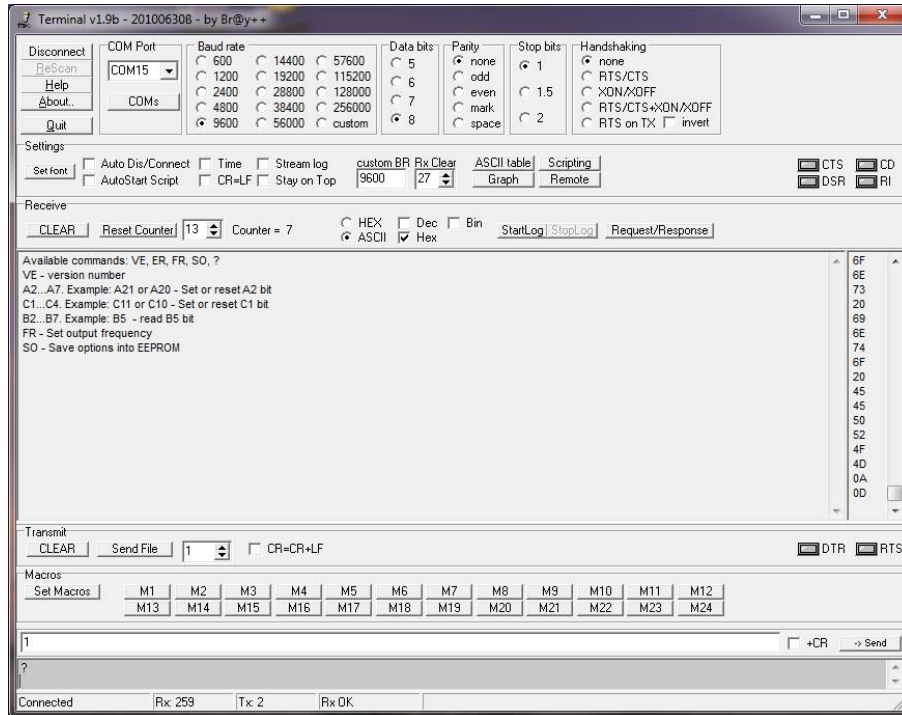 Terminal v1.9b - 20100630ß - by Br@y++
Disconnect
ReScan
Help
About..
Quit
COM Port
COM15
COMs
Baud rate
600 14400 57600
1200 19200 115200
2400 28800 128000
4800 38400 256000
9600 56000 custom
Data bits
5
6
7
8
Parity
none
odd
even
mark
space
Stop bits
1
1.5
2
Handshaking
none
RTS/CTS
XON/XOFF
RTS/CTS+XON/XOFF
RTS on TX invert
Settings
Set font
Auto Dis/Connect Time Stream log
AutoStart Script CR=LF Stay on Top
custom BR Rx Clear
9600 27
ASCII table Scripting
Graph Remote
CTS CD
DSR RI
Receive
CLEAR Reset Counter 13 Counter = 7
HEX Dec Bin
ASCII Hex
StartLog StopLog Request/Response
Available commands: VE, ER, FR, SO, ?
VE - version number
A2...A7. Example: A21 or A20 - Set or reset A2 bit
C1...C4. Example: C11 or C10 - Set or reset C1 bit
B2...B7. Example: B5 - read B5 bit
FR - Set output frequency
SO - Save options into EEPROM
6F
6E
73
20
69
6E
74
6F
20
45
45
50
52
4F
4D
0A
0D
Transmit
CLEAR Send File 1 CR=CR+LF
DTR RTS
Macros
Set Macros M1 M2 M3 M4 M5 M6 M7 M8 M9 M10 M11 M12
M13 M14 M15 M16 M17 M18 M19 M20 M21 M22 M23 M24
1 +CR -> Send
?
Connected Rx: 259 Tx: 2 Rx OK